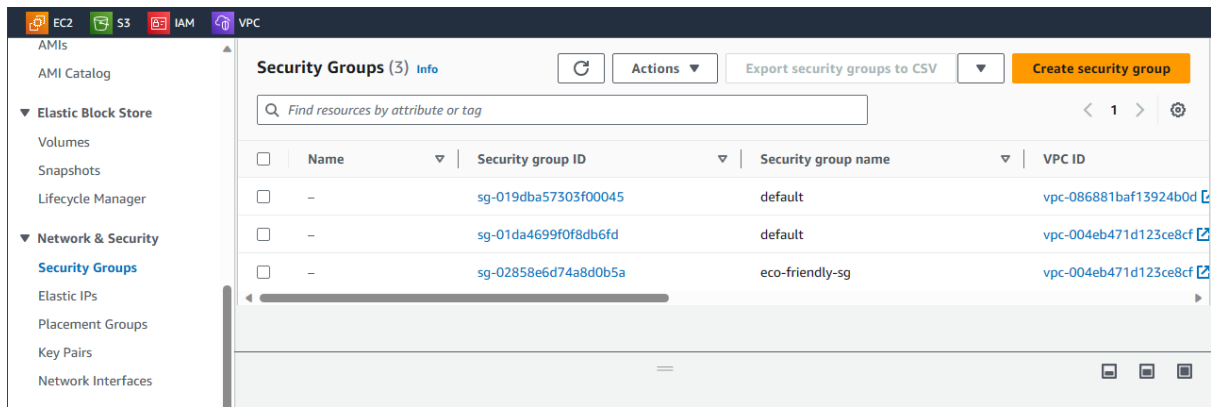 EC2 S3 IAM VPC
AMIs
AMI Catalog
Elastic Block Store
Volumes
Snapshots
Lifecycle Manager
Network & Security
Security Groups
Elastic IPs
Placement Groups
Key Pairs
Network Interfaces
Security Groups (3) Info
Actions
Export security groups to CSV
Create security group
Find resources by attribute or tag
1
Name Security group ID Security group name VPC ID
– sg-019dba57303f00045 default vpc-086881baf13924b0d
– sg-01da4699f0f8db6fd default vpc-004eb471d123ce8cf
– sg-02858e6d74a8d0b5a eco-friendly-sg vpc-004eb471d123ce8cf